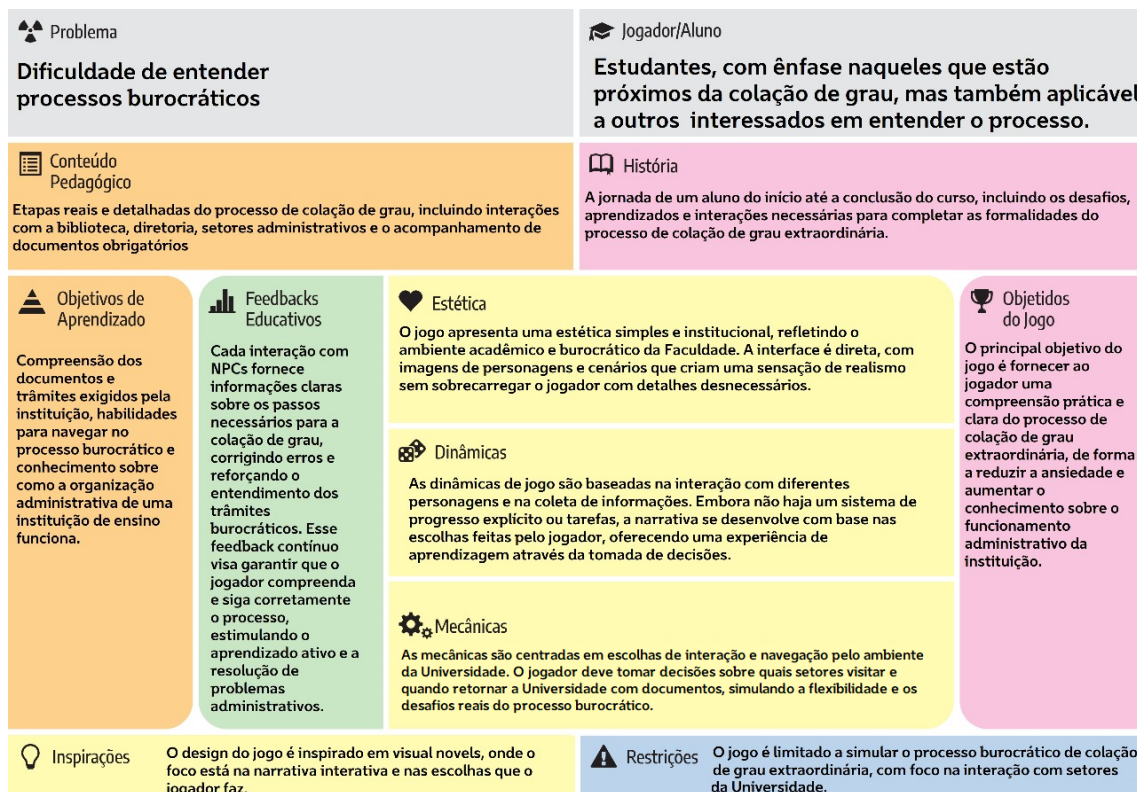 Problema
Dificuldade de entender
processos burocráticos
Jogador/Aluno
Estudantes, com ênfase naqueles que estão
próximos da colação de grau, mas também aplicável
a outros interessados em entender o processo.
Conteúdo
Pedagógico
Etapas reais e detalhadas do processo de colação de grau, incluindo interações
com a biblioteca, diretoria, setores administrativos e o acompanhamento de
documentos obrigatórios
História
A jornada de um aluno do início até a conclusão do curso, incluindo os desafios,
aprendizados e interações necessárias para completar as formalidades do
processo de colação de grau extraordinária.
Objetivos de
Aprendizado
Compreensão dos
documentos e
trâmites exigidos pela
instituição, habilidades
para navegar no
processo burocrático e
conhecimento sobre
como a organização
administrativa de uma
instituição de ensino
funciona.
Feedbacks
Educativos
Cada interação com
NPCs fornece
informações claras
sobre os passos
necessários para a
colação de grau,
corrigindo erros e
reforçando o
entendimento dos
trâmites
burocráticos. Esse
feedback contínuo
visa garantir que o
jogador compreenda
e siga corretamente
o processo,
estimulando o
aprendizado ativo e a
resolução de
problemas
administrativos.
Estética
O jogo apresenta uma estética simples e institucional, refletindo o
ambiente acadêmico e burocrático da Faculdade. A interface é direta, com
imagens de personagens e cenários que criam uma sensação de realismo
sem sobrecarregar o jogador com detalhes desnecessários.
Dinâmicas
As dinâmicas de jogo são baseadas na interação com diferentes
personagens e na coleta de informações. Embora não haja um sistema de
progresso explícito ou tarefas, a narrativa se desenvolve com base nas
escolhas feitas pelo jogador, oferecendo uma experiência de
aprendizagem através da tomada de decisões.
Mecânicas
As mecânicas são centradas em escolhas de interação e navegação pelo ambiente
da Universidade. O jogador deve tomar decisões sobre quais setores visitar e
quando retornar a Universidade com documentos, simulando a flexibilidade e os
desafios reais do processo burocrático.
Objetidos
do Jogo
O principal objetivo do
jogo é fornecer ao
jogador uma
compreensão prática e
clara do processo de
colação de grau
extraordinária, de forma
a reduzir a ansiedade e
aumentar o
conhecimento sobre o
funcionamento
administrativo da
instituição.
Inspirações
O design do jogo é inspirado em visual novels, onde o
foco está na narrativa interativa e nas escolhas que o
jogador faz.
Restrições
O jogo é limitado a simular o processo burocrático de colação
de grau extraordinária, com foco na interação com setores
da Universidade.